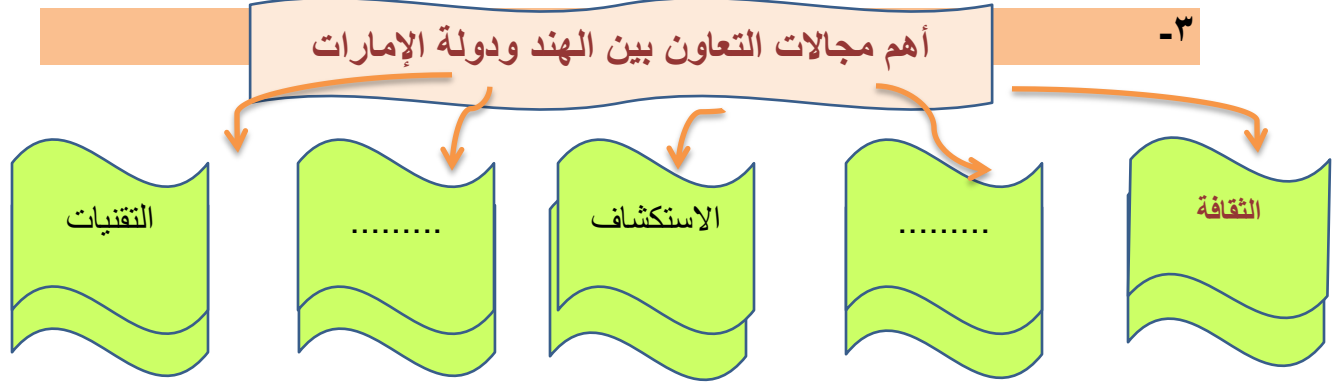 ٣-
أهم مجالات التعاون بين الهند ودولة الإمارات
الثقافة
.........
الاستكشاف
.........
التقنيات